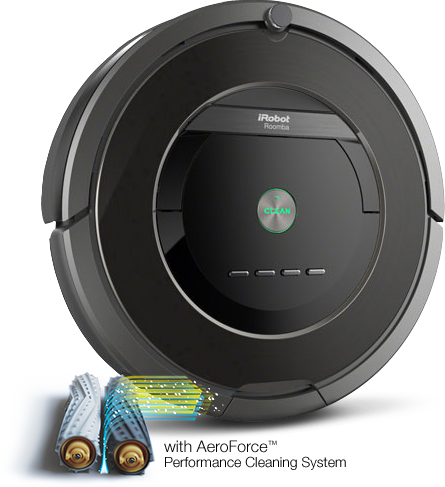 iRobot
Roomba
CLEAN
with AeroForce™
Performance Cleaning System